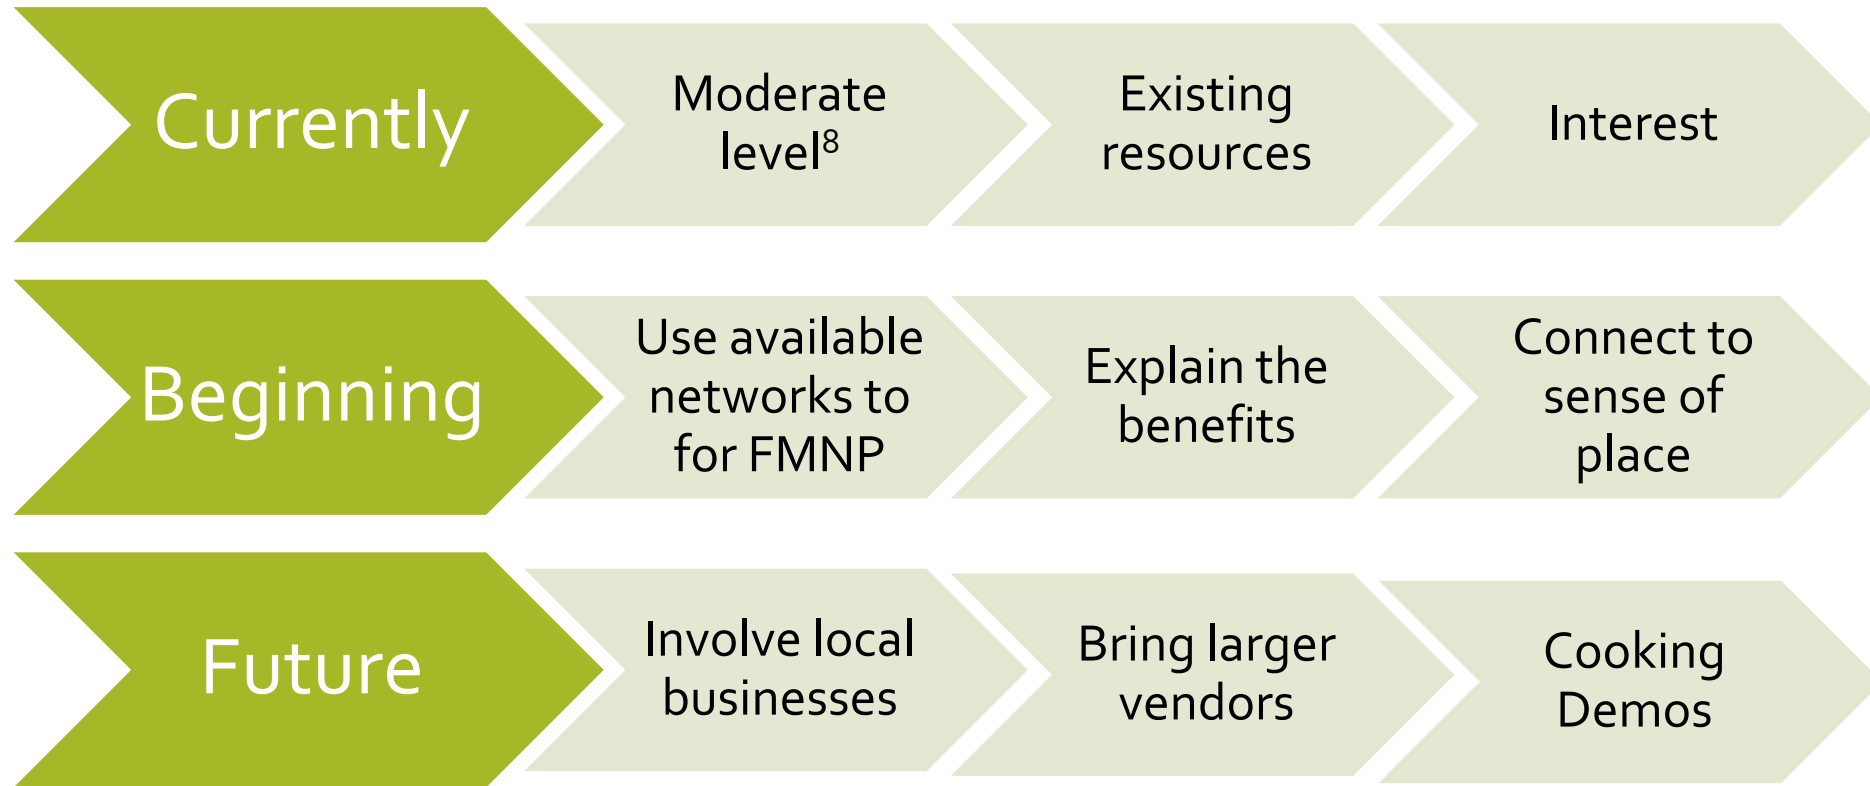 Currently
Moderate
level⁸
Existing
resources
Interest
Beginning
Use available
networks to
for FMNP
Explain the
benefits
Connect to
sense of
place
Future
Involve local
businesses
Bring larger
vendors
Cooking
Demos